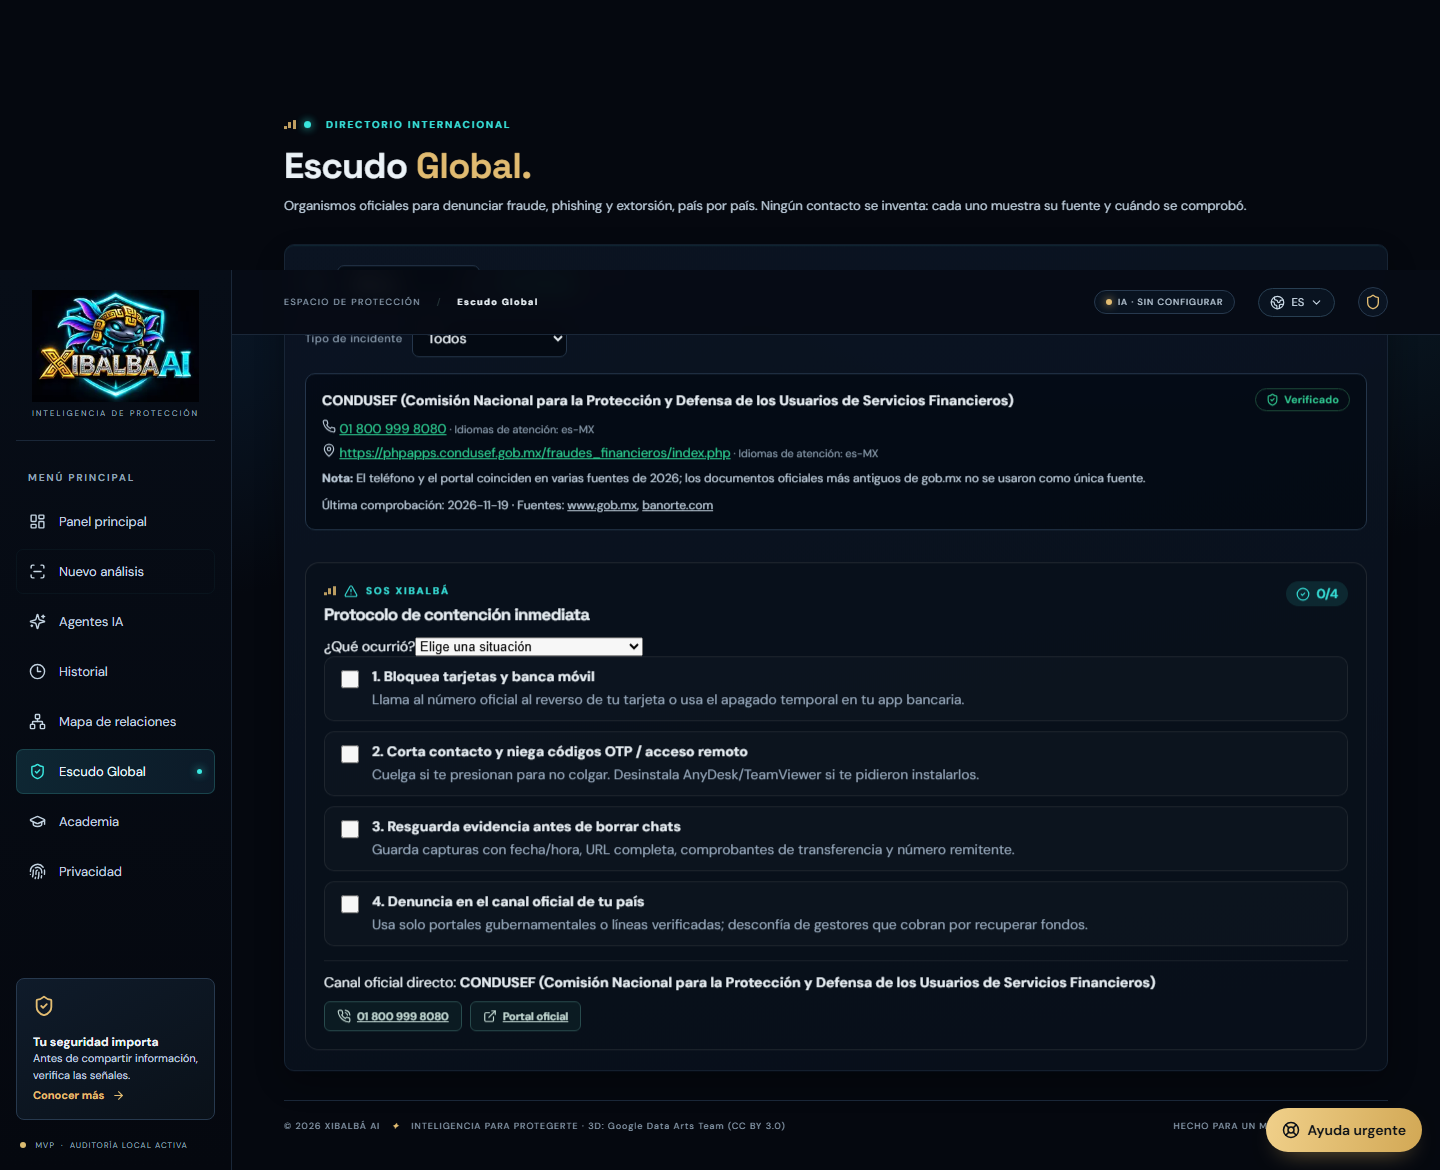 DIRECTORIO INTERNACIONAL
Escudo Global.
Organismos oficiales para denunciar fraude, phishing y extorsión, país por país. Ningún contacto se inventa: cada uno muestra su fuente y cuándo se comprobó.
XIBALBÁ AI
INTELIGENCIA DE PROTECCIÓN
MENÚ PRINCIPAL
Panel principal
Nuevo análisis
Agentes IA
Historial
Mapa de relaciones
Escudo Global
Academia
Privacidad
Tu seguridad importa
Antes de compartir información,
verifica las señales.
Conocer más
MVP · AUDITORÍA LOCAL ACTIVA
ESPACIO DE PROTECCIÓN / Escudo Global
IA · SIN CONFIGURAR
ES
Tipo de incidente Todos
CONDUSEF (Comisión Nacional para la Protección y Defensa de los Usuarios de Servicios Financieros)
Verificado
01 800 999 8080 · Idiomas de atención: es-MX
https://phpapps.condusef.gob.mx/fraudes_financieros/index.php · Idiomas de atención: es-MX
Nota: El teléfono y el portal coinciden en varias fuentes de 2026; los documentos oficiales más antiguos de gob.mx no se usaron como única fuente.
Última comprobación: 2026-11-19 · Fuentes: www.gob.mx, banorte.com
SOS XIBALBÁ
0/4
Protocolo de contención inmediata
¿Qué ocurrió? Elige una situación
1. Bloquea tarjetas y banca móvil
Llama al número oficial al reverso de tu tarjeta o usa el apagado temporal en tu app bancaria.
2. Corta contacto y niega códigos OTP / acceso remoto
Cuelga si te presionan para no colgar. Desinstala AnyDesk/TeamViewer si te pidieron instalarlos.
3. Resguarda evidencia antes de borrar chats
Guarda capturas con fecha/hora, URL completa, comprobantes de transferencia y número remitente.
4. Denuncia en el canal oficial de tu país
Usa solo portales gubernamentales o líneas verificadas; desconfía de gestores que cobran por recuperar fondos.
Canal oficial directo: CONDUSEF (Comisión Nacional para la Protección y Defensa de los Usuarios de Servicios Financieros)
01 800 999 8080
Portal oficial
© 2026 XIBALBÁ AI ✦ INTELIGENCIA PARA PROTEGERTE · 3D: Google Data Arts Team (CC BY 3.0)
HECHO PARA UN
Ayuda urgente